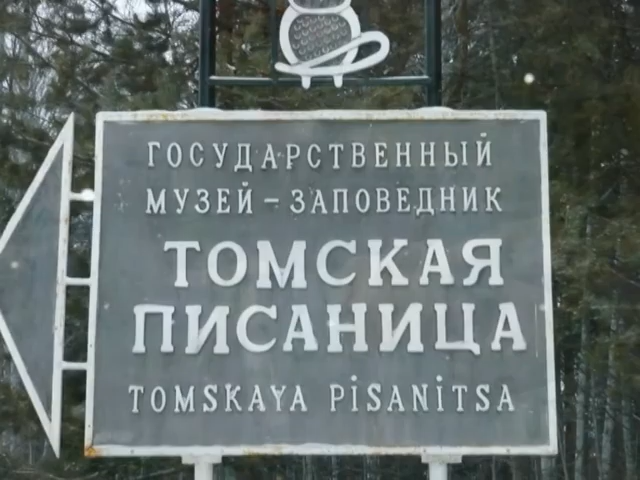 ГОСУДАРСТВЕННЫЙ
МУЗЕЙ - ЗАПОВЕДНИК
ТОМСКАЯ
ПИСАНИЦА
TOMSKAYA PiSANiTSA